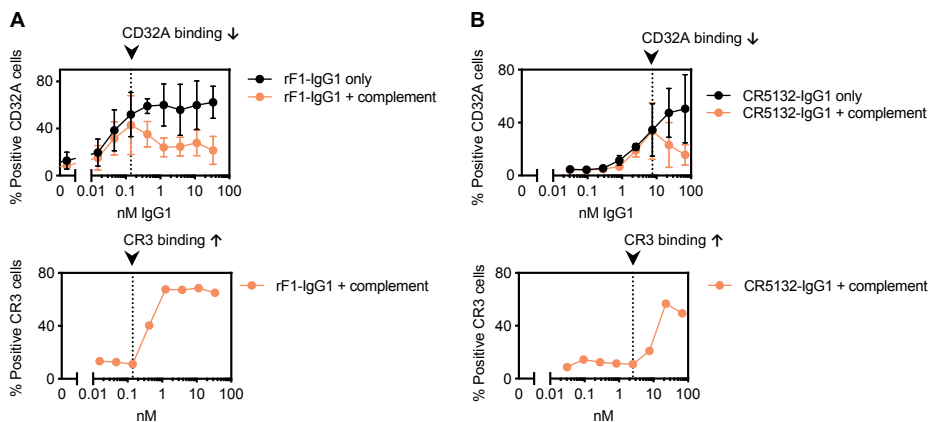 A
CD32A binding ↓
% Positive CD32A cells
80
40
0
0 0.01 0.1 1 10 100
nM IgG1
rF1-IgG1 only
rF1-IgG1 + complement
CR3 binding ↑
% Positive CR3 cells
80
40
0
0 0.01 0.1 1 10 100
nM
rF1-IgG1 + complement
B
CD32A binding ↓
% Positive CD32A cells
80
40
0
0 0.01 0.1 1 10 100
nM IgG1
CR5132-IgG1 only
CR5132-IgG1 + complement
CR3 binding ↑
% Positive CR3 cells
80
40
0
0 0.01 0.1 1 10 100
nM
CR5132-IgG1 + complement